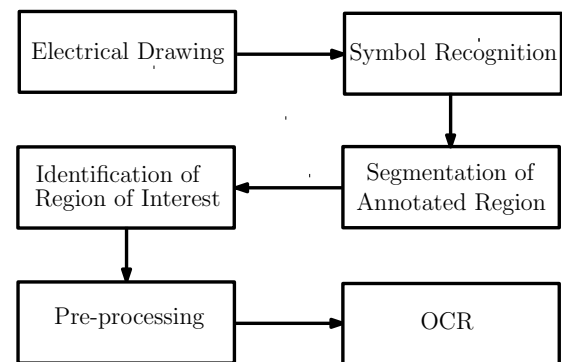 Electrical Drawing
Symbol Recognition
Segmentation of
Annotated Region
Identification of
Region of Interest
Pre-processing
OCR